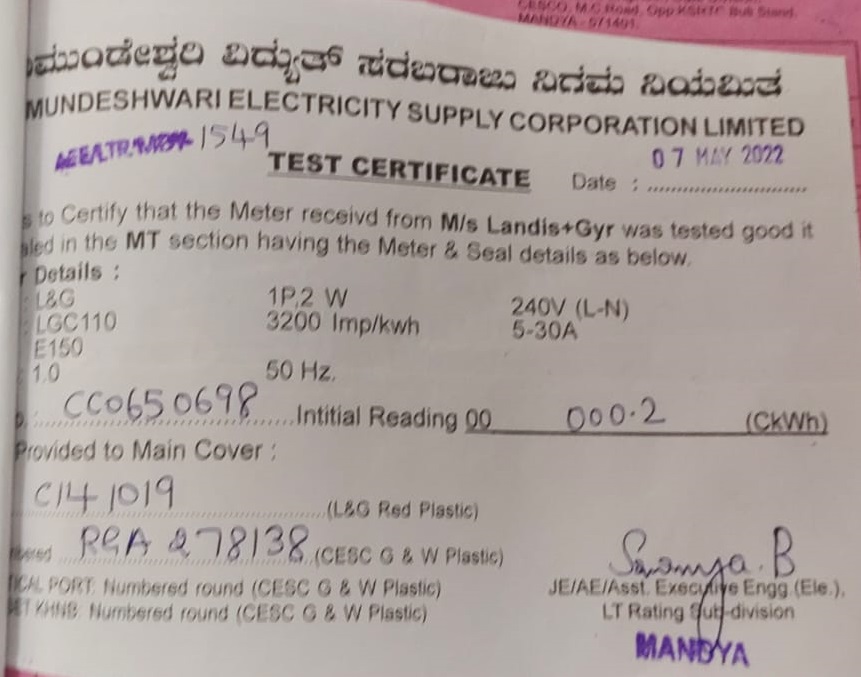 CESCO, M.C Road, Opp KSRTC Bus Stand,
MANDYA - 571401.
ಮುಂಡೇಶ್ವರಿ ವಿದ್ಯುತ್ ಸರಬರಾಜು ನಿಗಮ ನಿಯಮಿತ
MUNDESHWARI ELECTRICITY SUPPLY CORPORATION LIMITED
1549
07 MAY 2022
TEST CERTIFICATE Date : ............
s to Certify that the Meter receivd from M/s Landis+Gyr was tested good it
aled in the MT section having the Meter & Seal details as below.
r Details :
: L&G 1P,2 W 240V (L-N)
: LGC110 3200 Imp/kwh 5-30A
E150
: 1.0 50 Hz.
CC0650698 Intitial Reading 00 000.2 (CkWh)
Provided to Main Cover :
C141019 (L&G Red Plastic)
bered RGA 278138 (CESC G & W Plastic)
TICAL PORT: Numbered round (CESC G & W Plastic)
Numbered round (CESC G & W Plastic)
Sowmya.B
JE/AE/Asst. Executive Engg.(Ele.),
LT Rating Sub-division
MANDYA